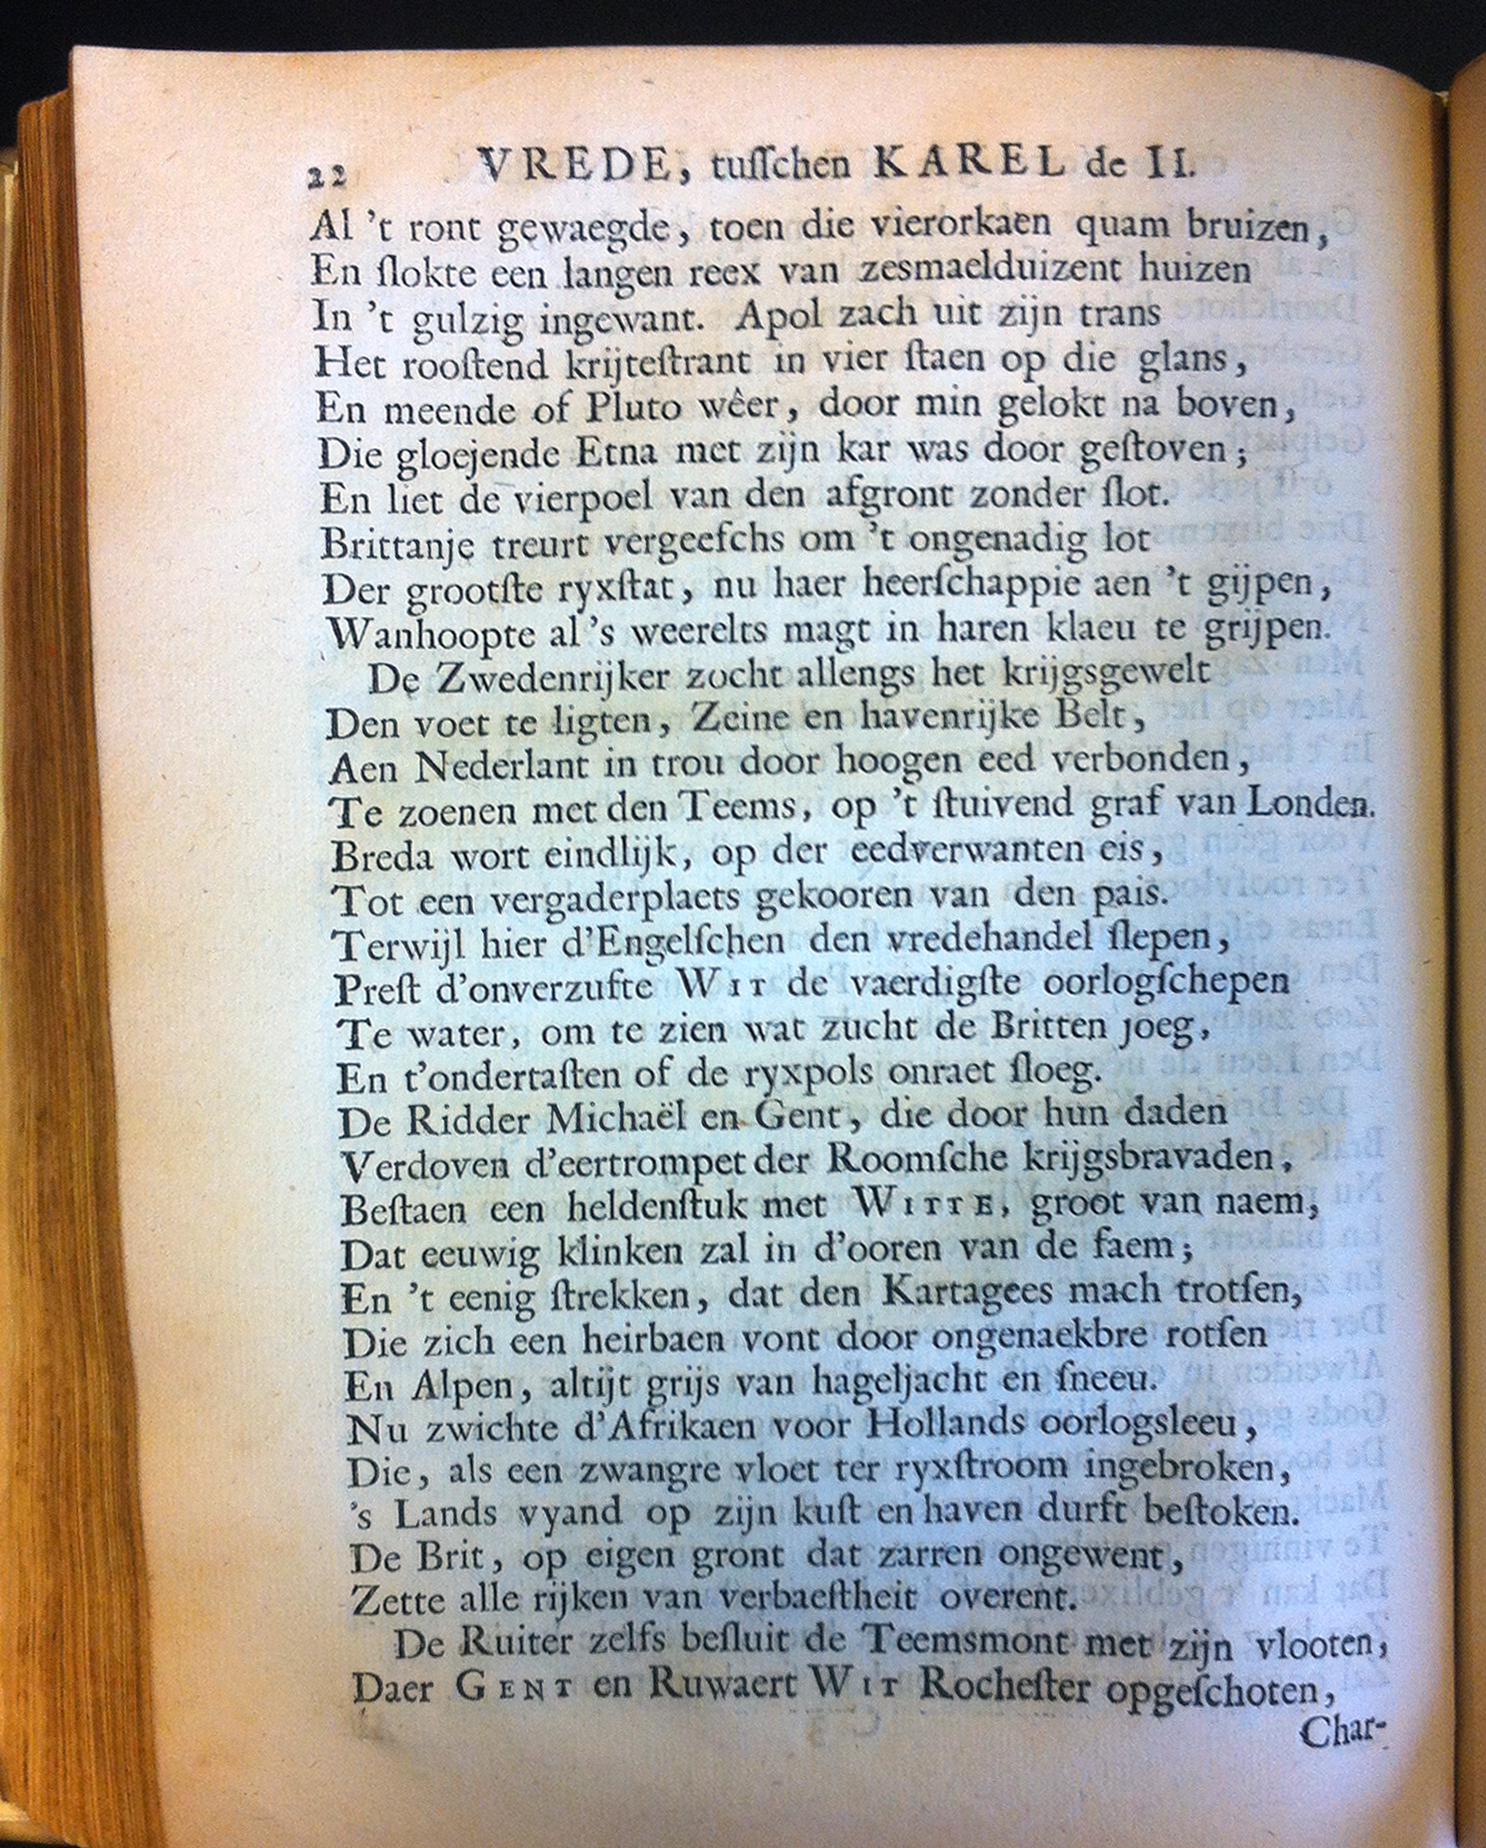 22 VREDE, tuſſchen KAREL de II.
Al 't ront gewaegde, toen die vierorkaen quam bruizen,
En ſlokte een langen reex van zesmaelduizent huizen
In 't gulzig ingewant. Apol zach uit zijn trans
Het rooſtend krijteſtrant in vier ſtaen op die glans,
En meende of Pluto wêer, door min gelokt na boven,
Die gloejende Etna met zijn kar was door geſtoven;
En liet de vierpoel van den afgront zonder ſlot.
Brittanje treurt vergeefchs om 't ongenadig lot
Der grootſte ryxſtat, nu haer heerſchappie aen 't gijpen,
Wanhoopte al 's weerelts magt in haren klaeu te grijpen.
De Zwedenrijker zocht allengs het krijgsgewelt
Den voet te ligten, Zeine en havenrijke Belt,
Aen Nederlant in trou door hoogen eed verbonden,
Te zoenen met den Teems, op 't ſtuivend graf van Londen.
Breda wort eindlijk, op der eedverwanten eis,
Tot een vergaderplaets gekooren van den pais.
Terwijl hier d'Engelſchen den vredehandel ſlepen,
Preſt d'onverzufte WIT de vaerdigſte oorlogſchepen
Te water, om te zien wat zucht de Britten joeg,
En t'ondertaſten of de ryxpols onraet ſloeg.
De Ridder Michaël en Gent, die door hun daden
Verdoven d'eertrompet der Roomſche krijgsbravaden,
Beſtaen een heldenſtuk met WITTE, groot van naem,
Dat eeuwig klinken zal in d'ooren van de faem;
En 't eenig ſtrekken, dat den Kartagees mach trotſen,
Die zich een heirbaen vont door ongenaekbre rotſen
En Alpen, altijt grijs van hageljacht en ſneeu.
Nu zwichte d'Afrikaen voor Hollands oorlogsleeu,
Die, als een zwangre vloet ter ryxſtroom ingebroken,
's Lands vyand op zijn kuſt en haven durft beſtoken.
De Brit, op eigen gront dat zarren ongewent,
Zette alle rijken van verbaeſtheit overent.
De Ruiter zelfs beſluit de Teemsmont met zijn vlooten,
Daer GENT en Ruwaert WIT Rocheſter opgeſchoten,
Char-